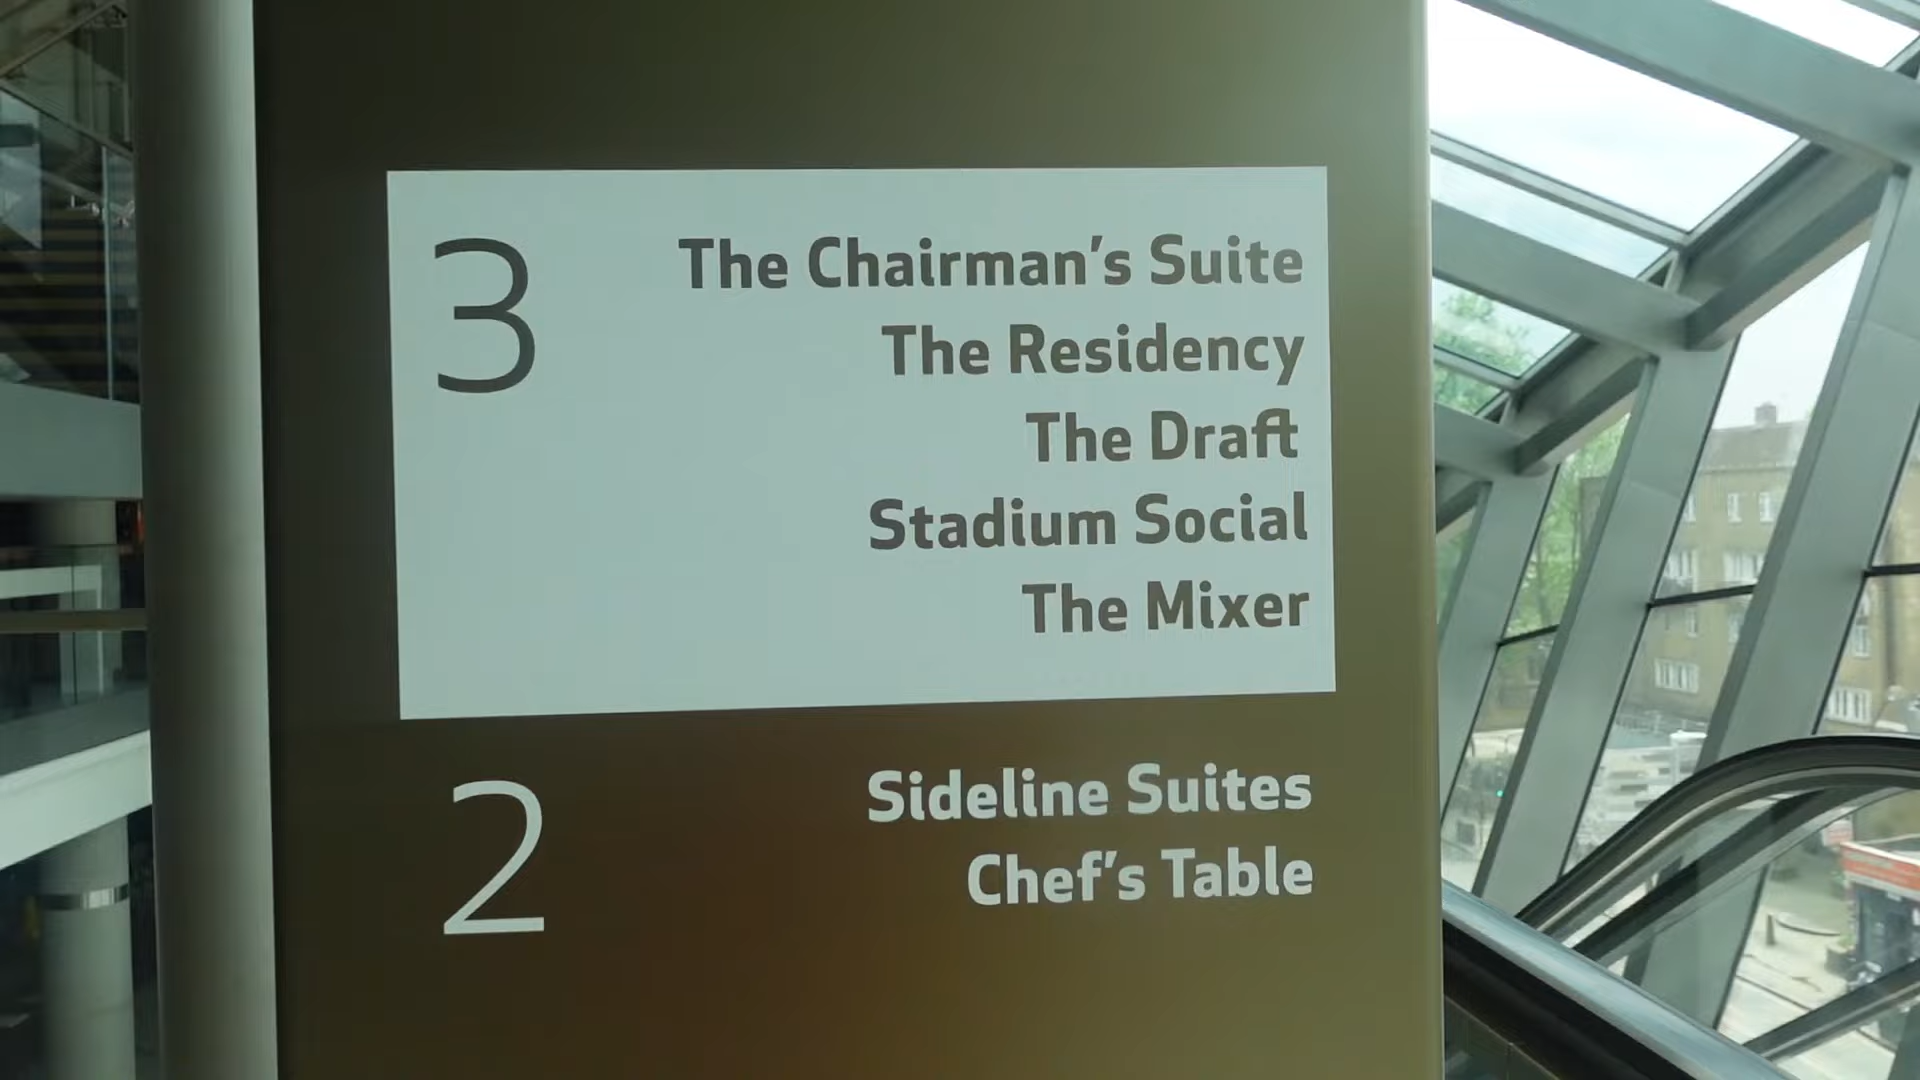 3
The Chairman's Suite
The Residency
The Draft
Stadium Social
The Mixer
2
Sideline Suites
Chef's Table